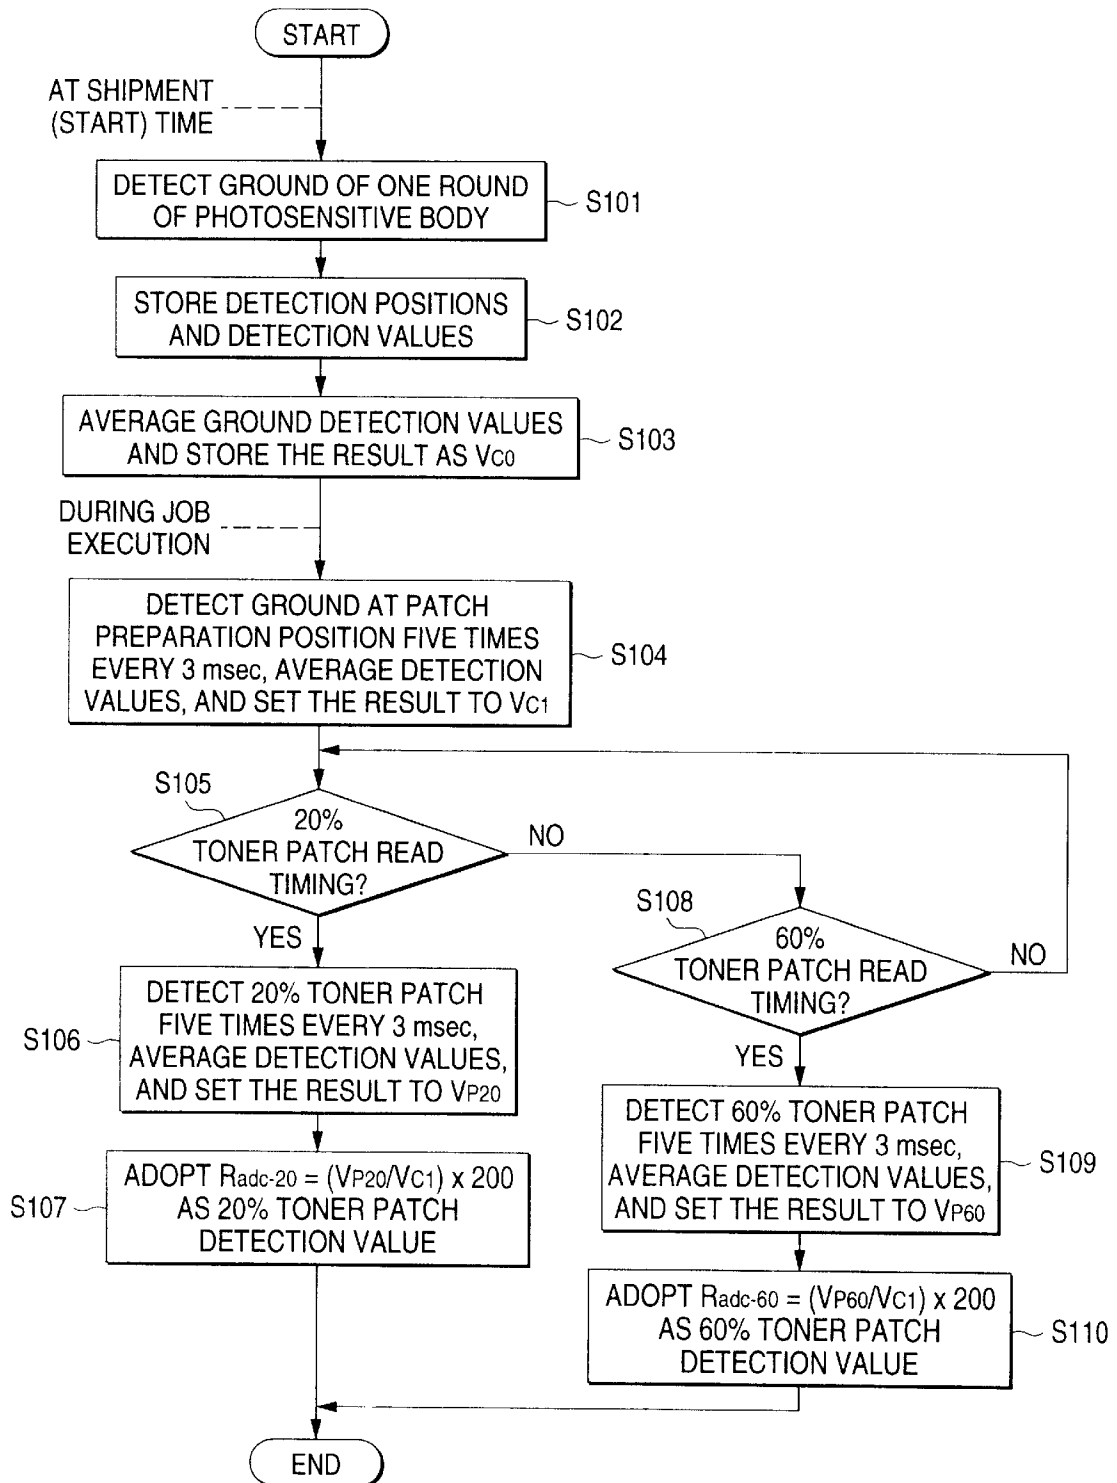 START
AT SHIPMENT
(START) TIME
DETECT GROUND OF ONE ROUND
OF PHOTOSENSITIVE BODY
S101
STORE DETECTION POSITIONS
AND DETECTION VALUES
S102
AVERAGE GROUND DETECTION VALUES
AND STORE THE RESULT AS VC0
S103
DURING JOB
EXECUTION
DETECT GROUND AT PATCH
PREPARATION POSITION FIVE TIMES
EVERY 3 msec, AVERAGE DETECTION
VALUES, AND SET THE RESULT TO VC1
S104
S105
20%
TONER PATCH READ
TIMING?
NO
YES
S106
DETECT 20% TONER PATCH
FIVE TIMES EVERY 3 msec,
AVERAGE DETECTION VALUES,
AND SET THE RESULT TO VP20
S107
ADOPT Radc-20 = (VP20/VC1) x 200
AS 20% TONER PATCH
DETECTION VALUE
S108
60%
TONER PATCH READ
TIMING?
NO
YES
DETECT 60% TONER PATCH
FIVE TIMES EVERY 3 msec,
AVERAGE DETECTION VALUES,
AND SET THE RESULT TO VP60
S109
ADOPT Radc-60 = (VP60/VC1) x 200
AS 60% TONER PATCH
DETECTION VALUE
S110
END